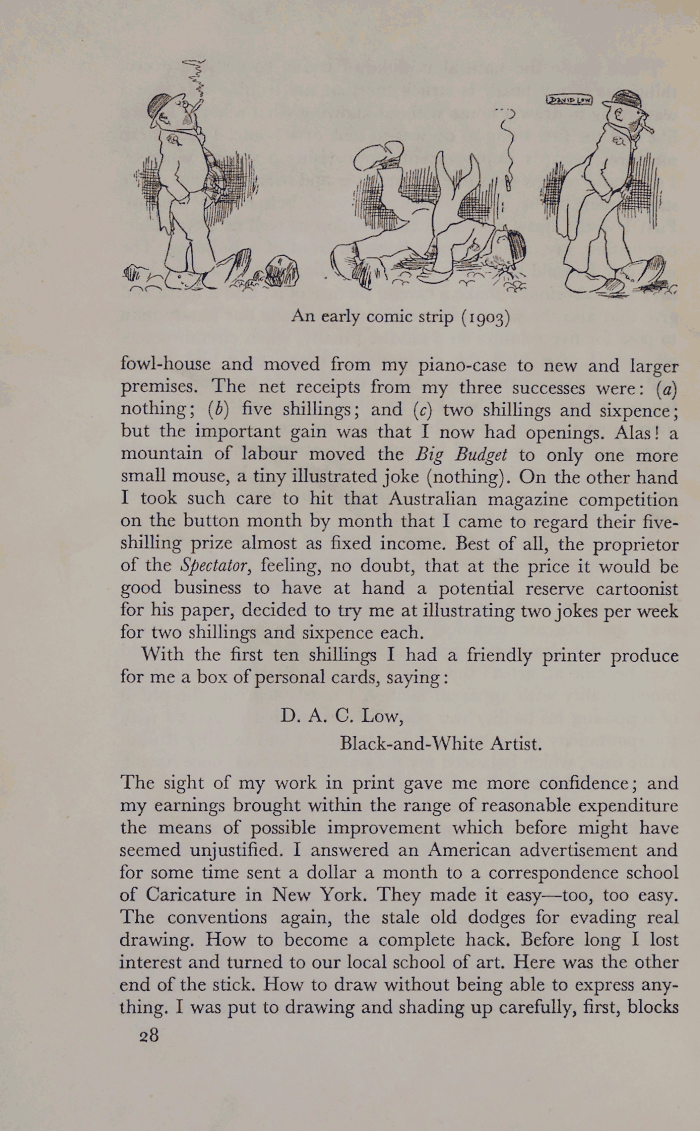 DAVID LOW
An early comic strip (1903)
fowl-house and moved from my piano-case to new and larger
premises. The net receipts from my three successes were: (a)
nothing; (b) five shillings; and (c) two shillings and sixpence;
but the important gain was that I now had openings. Alas! a
mountain of labour moved the Big Budget to only one more
small mouse, a tiny illustrated joke (nothing). On the other hand
I took such care to hit that Australian magazine competition
on the button month by month that I came to regard their five-
shilling prize almost as fixed income. Best of all, the proprietor
of the Spectator, feeling, no doubt, that at the price it would be
good business to have at hand a potential reserve cartoonist
for his paper, decided to try me at illustrating two jokes per week
for two shillings and sixpence each.
With the first ten shillings I had a friendly printer produce
for me a box of personal cards, saying:
D. A. C. Low,
Black-and-White Artist.
The sight of my work in print gave me more confidence; and
my earnings brought within the range of reasonable expenditure
the means of possible improvement which before might have
seemed unjustified. I answered an American advertisement and
for some time sent a dollar a month to a correspondence school
of Caricature in New York. They made it easy—too, too easy.
The conventions again, the stale old dodges for evading real
drawing. How to become a complete hack. Before long I lost
interest and turned to our local school of art. Here was the other
end of the stick. How to draw without being able to express any-
thing. I was put to drawing and shading up carefully, first, blocks
28